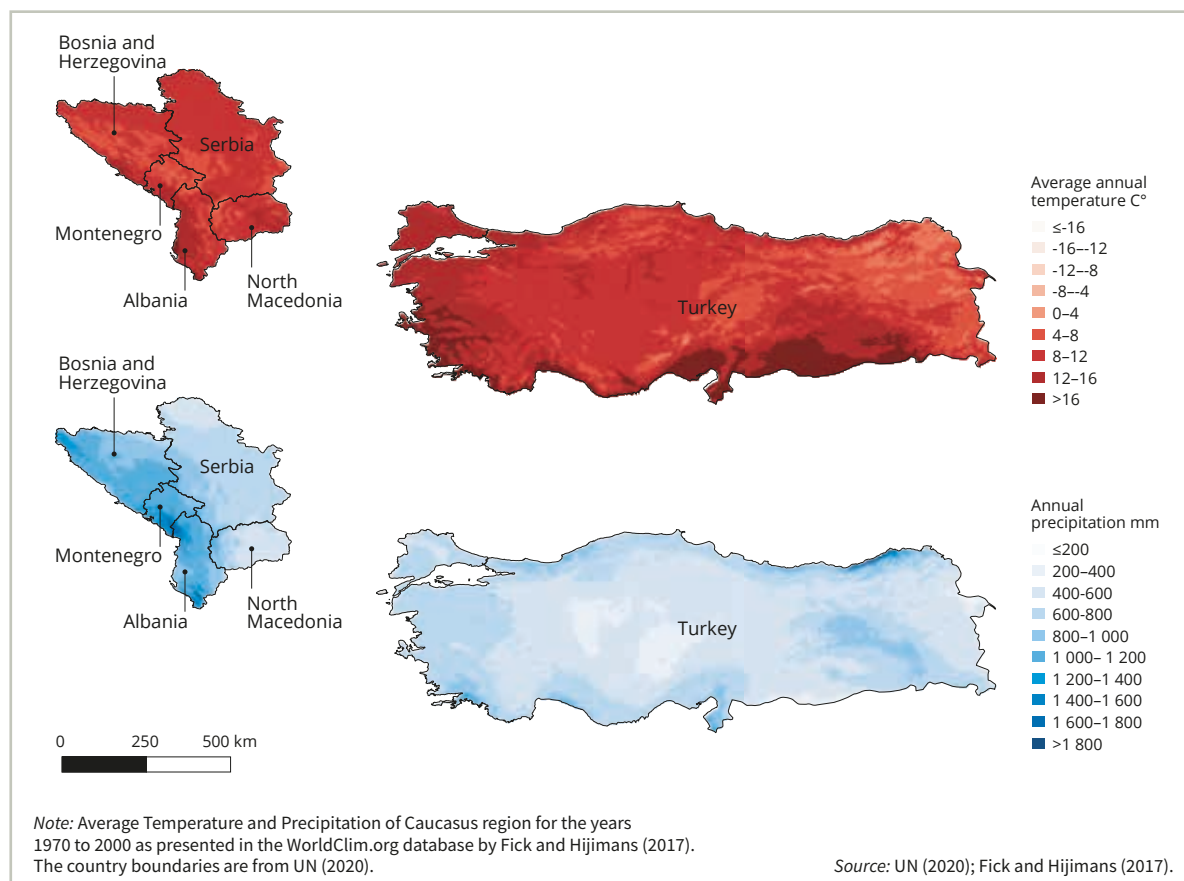 Bosnia and
Herzegovina
Serbia
Montenegro
Albania
North
Macedonia
Turkey
Average annual
temperature C°
≤-16
-16–-12
-12–-8
-8–-4
0–4
4–8
8–12
12–16
>16
Bosnia and
Herzegovina
Serbia
Montenegro
Albania
North
Macedonia
Turkey
Annual
precipitation mm
≤200
200–400
400-600
600-800
800–1 000
1 000– 1 200
1 200–1 400
1 400–1 600
1 600–1 800
>1 800
0 250 500 km
Note: Average Temperature and Precipitation of Caucasus region for the years
1970 to 2000 as presented in the WorldClim.org database by Fick and Hijimans (2017).
The country boundaries are from UN (2020).
Source: UN (2020); Fick and Hijimans (2017).